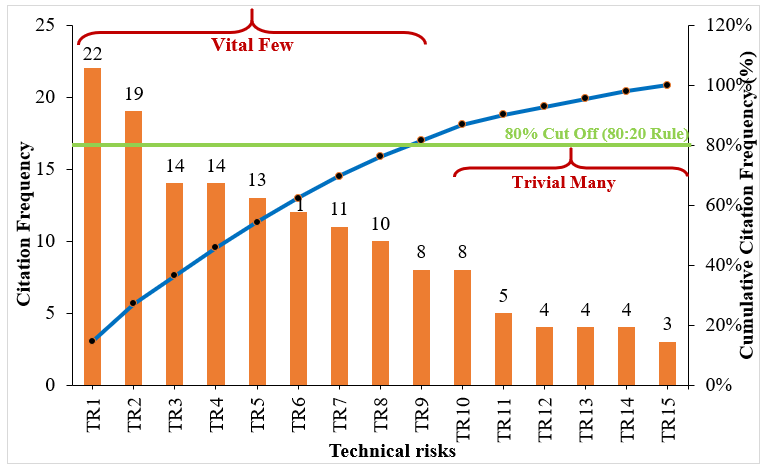 25
20
15
10
5
0
Citation Frequency
120%
100%
80%
60%
40%
20%
0%
Cumulative Citation Frequency (%)
Vital Few
80% Cut Off (80:20 Rule)
Trivial Many
22
19
14
14
13
1
11
10
8
8
5
4
4
4
3
TR1
TR2
TR3
TR4
TR5
TR6
TR7
TR8
TR9
TR10
TR11
TR12
TR13
TR14
TR15
Technical risks